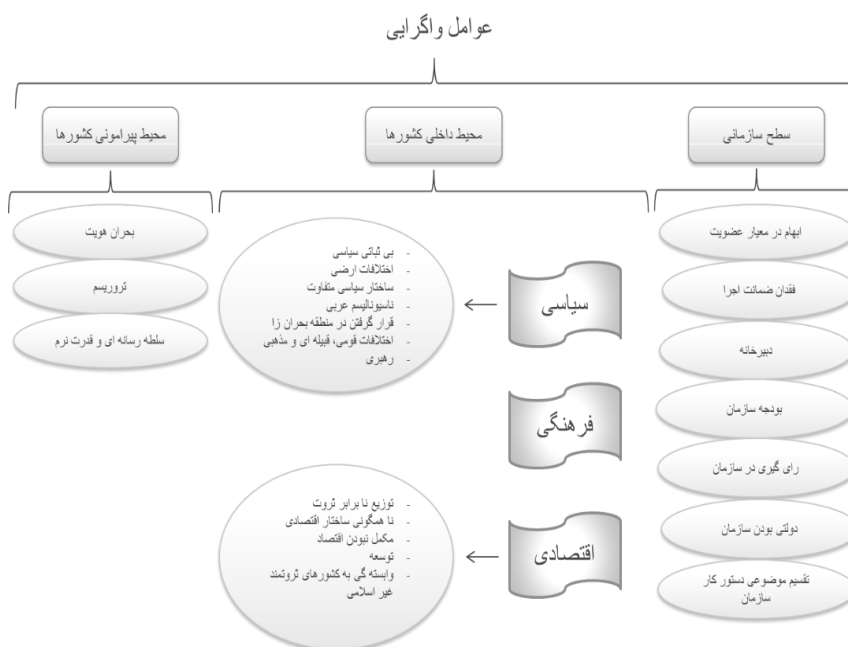 عوامل واگرایی
سطح سازمانی
محیط داخلی کشورها
محیط پیرامونی کشورها
ابهام در معیار عضویت
فقدان ضمانت اجرا
دبیرخانه
بودجه سازمان
رای گیری در سازمان
دولتی بودن سازمان
تقسیم موضوعی دستور کار
سازمان
سیاسی
- بی ثباتی سیاسی
- اختلافات ارضی
- ساختار سیاسی متفاوت
- ناسیونالیسم عربی
- قرار گرفتن در منطقه بحران زا
- اختلافات قومی، قبیله ای و مذهبی
- رهبری
فرهنگی
اقتصادی
- توزیع نا برابر ثروت
- نا همگونی ساختار اقتصادی
- مکمل نبودن اقتصاد
- توسعه
- وابسته گی به کشورهای ثروتمند
غیر اسلامی
بحران هویت
تروریسم
سلطه رسانه ای و قدرت نرم